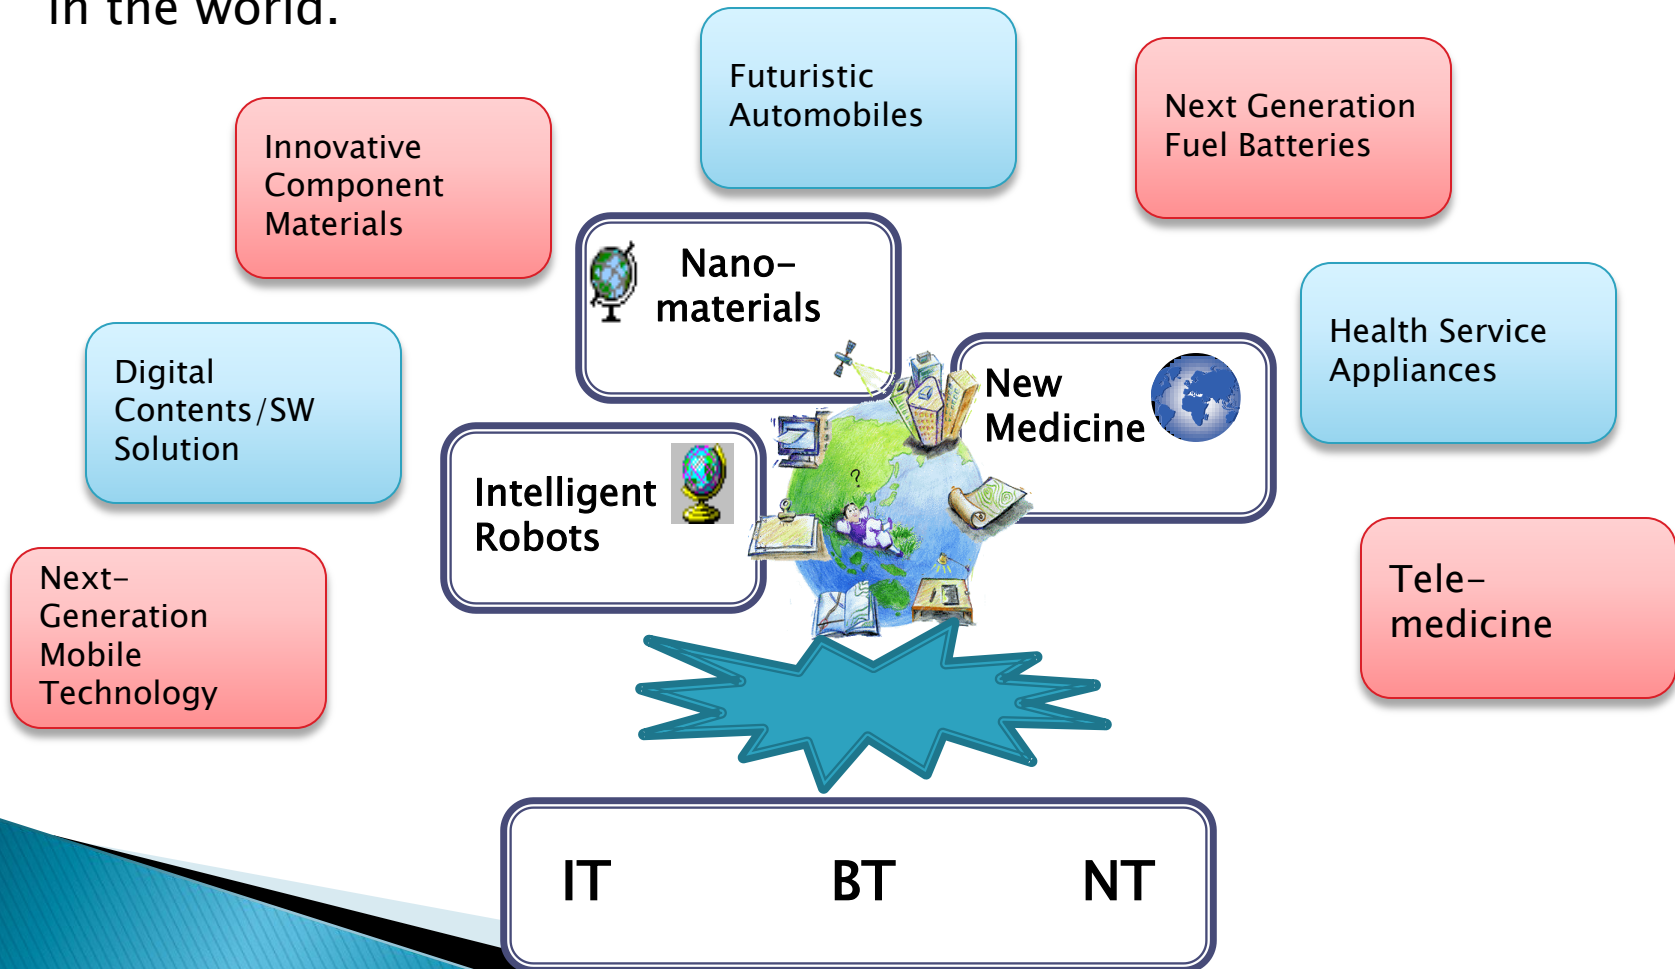 in the world.
Futuristic
Automobiles
Next Generation
Fuel Batteries
Innovative
Component
Materials
Nano-
materials
Health Service
Appliances
Digital
Contents/SW
Solution
New
Medicine
Intelligent
Robots
?
Next-
Generation
Mobile
Technology
Tele-
medicine
IT BT NT